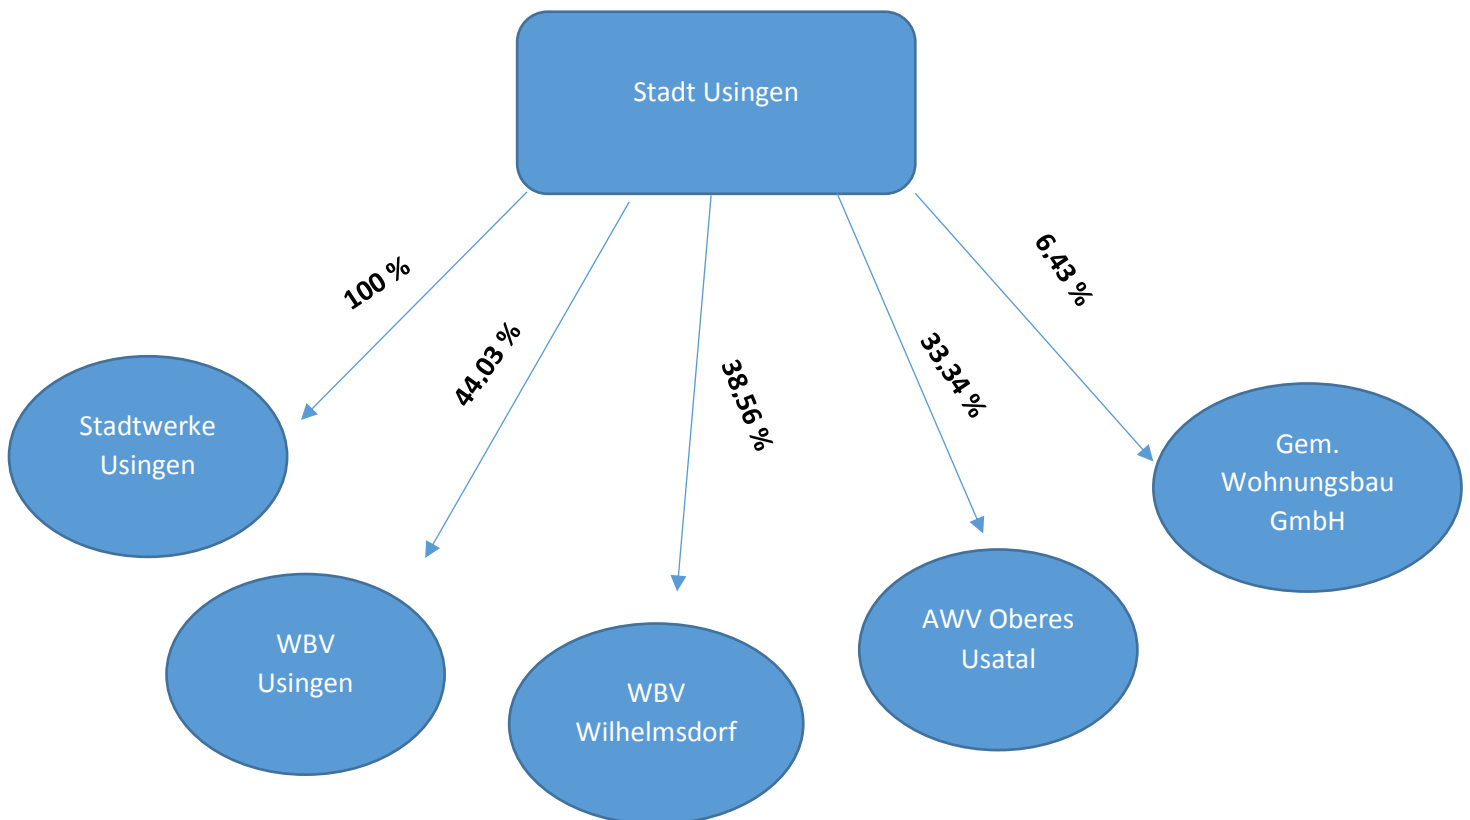 Stadt Usingen
100 %
44,03 %
38,56 %
33,34 %
6,43 %
Stadtwerke
Usingen
WBV
Usingen
WBV
Wilhelmsdorf
AWV Oberes
Usatal
Gem.
Wohnungsbau
GmbH